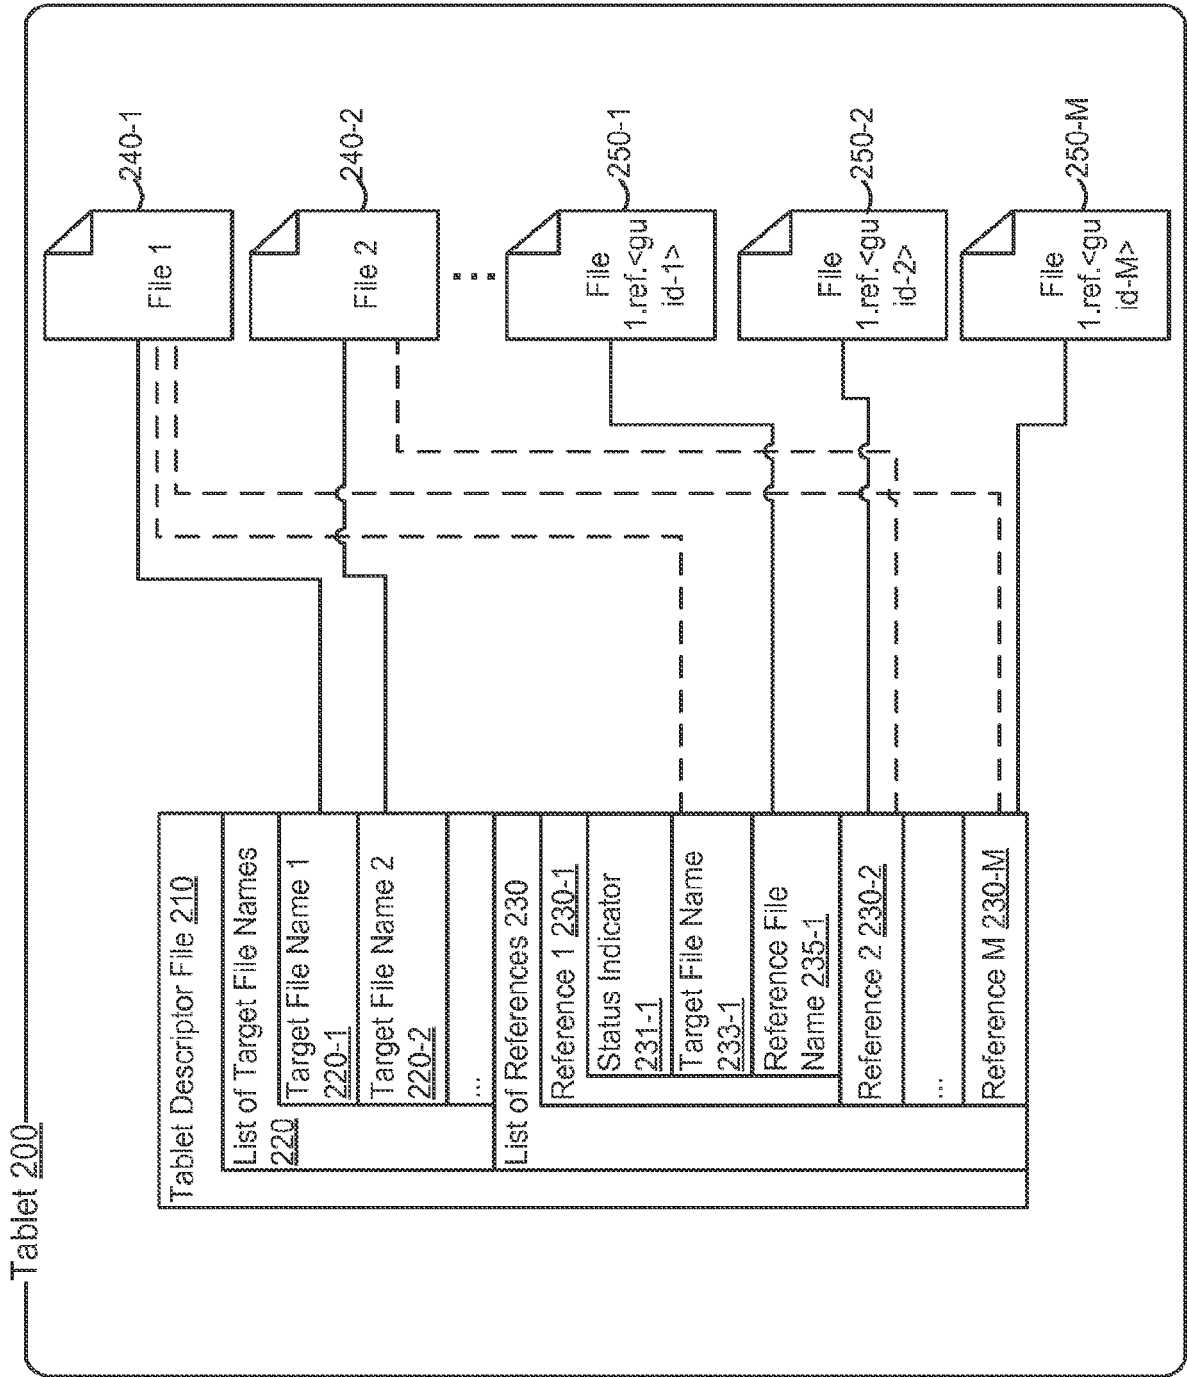 Tablet 200
Tablet Descriptor File 210
List of Target File Names
220
Target File Name 1
220-1
Target File Name 2
220-2
...
List of References 230
Reference 1 230-1
Status Indicator
231-1
Target File Name
233-1
Reference File
Name 235-1
Reference 2 230-2
...
Reference M 230-M
File 1
240-1
File 2
240-2
...
File
1.ref.<gu
id-1>
250-1
File
1.ref.<gu
id-2>
250-2
File
1.ref.<gu
id-M>
250-M